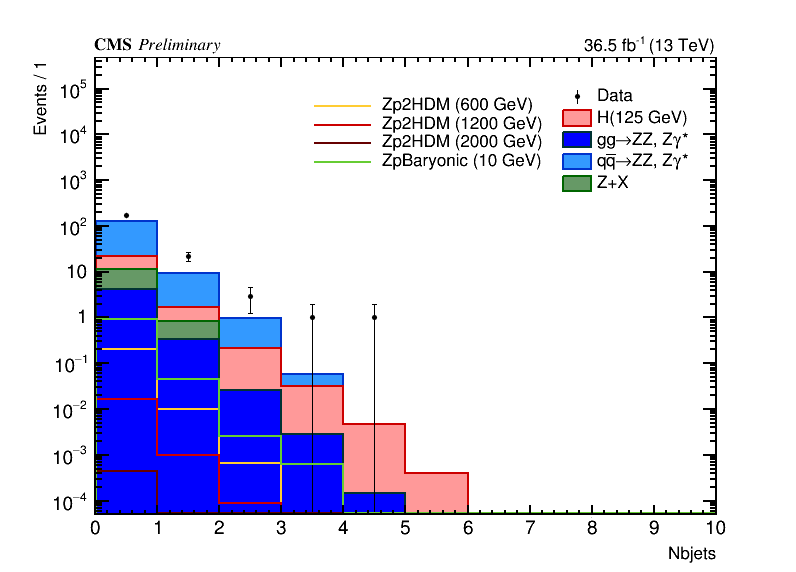 CMS Preliminary 36.5 fb⁻¹ (13 TeV)
Events / 1
10⁵
10⁴
10³
10²
10
1
10⁻¹
10⁻²
10⁻³
10⁻⁴
Zp2HDM (600 GeV)
Zp2HDM (1200 GeV)
Zp2HDM (2000 GeV)
ZpBaryonic (10 GeV)
Data
H(125 GeV)
gg→ZZ, Zγ*
qq̅→ZZ, Zγ*
Z+X
0 1 2 3 4 5 6 7 8 9 10
Nbjets